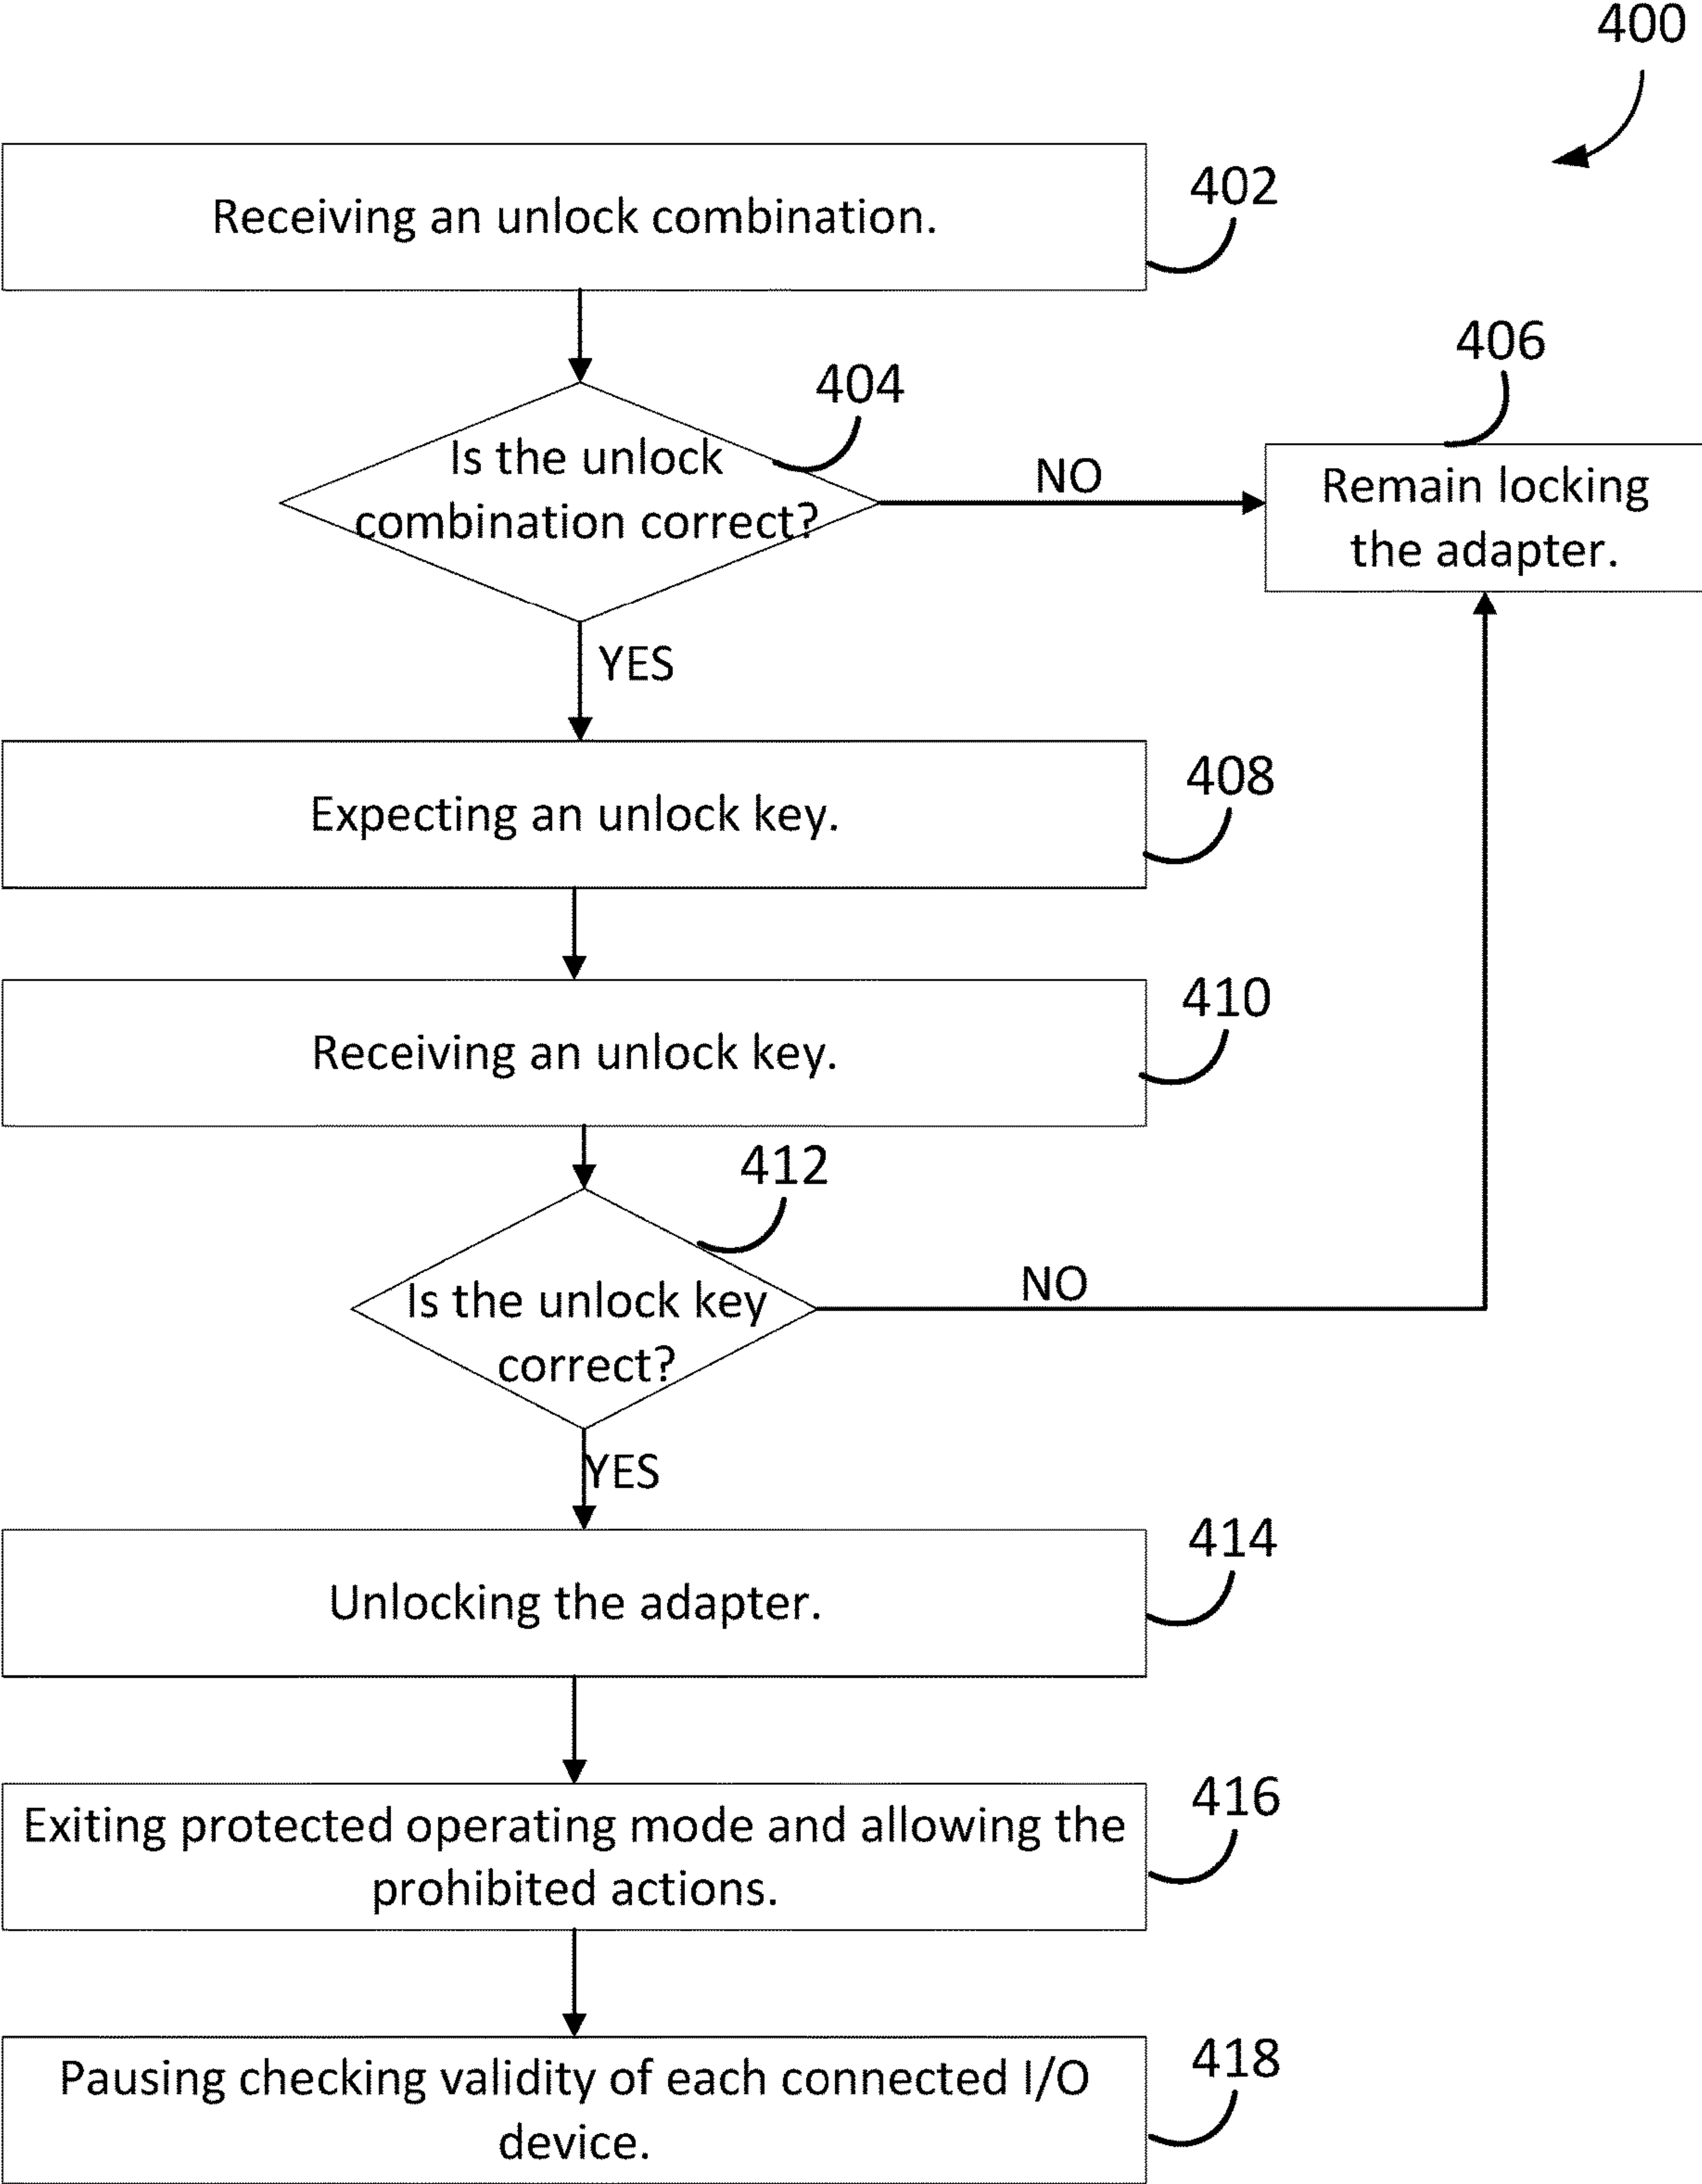 400
Receiving an unlock combination.
402
404
Is the unlock
combination correct?
NO
406
Remain locking
the adapter.
YES
Expecting an unlock key.
408
Receiving an unlock key.
410
412
Is the unlock key
correct?
NO
YES
Unlocking the adapter.
414
Exiting protected operating mode and allowing the
prohibited actions.
416
Pausing checking validity of each connected I/O
device.
418